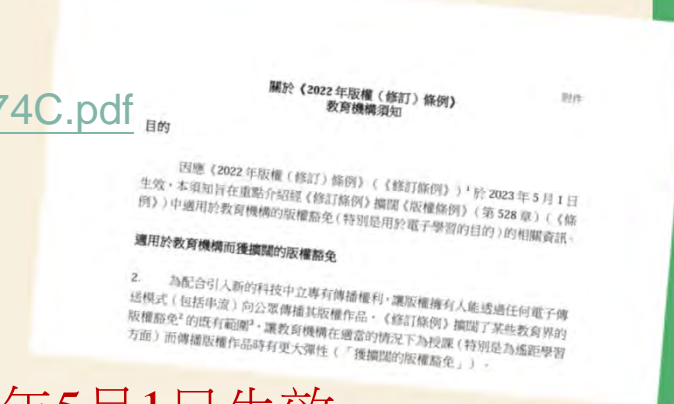 74C.pdf
關於《2022年版權（修訂）條例》
教育機構須知
附件
目的
因應《2022年版權（修訂）條例》（《修訂條例》）¹於2023年5月1日
生效，本須知旨在重點介紹經《修訂條例》擴闊《版權條例》（第528章）（《條
例》）中適用於教育機構的版權豁免（特別是用於電子學習的目的）的相關資訊。
適用於教育機構而獲擴闊的版權豁免
2. 為配合引入新的科技中立專有傳播權利，讓版權擁有人能透過任何電子傳
送模式（包括串流）向公眾傳播其版權作品，《修訂條例》擴闊了某些教育界的
版權豁免²的既有範圍³，讓教育機構在適當的情況下為授課（特別是為遙距學習
方面）而傳播版權作品時有更大彈性（「獲擴闊的版權豁免」）。
年5月1日生效